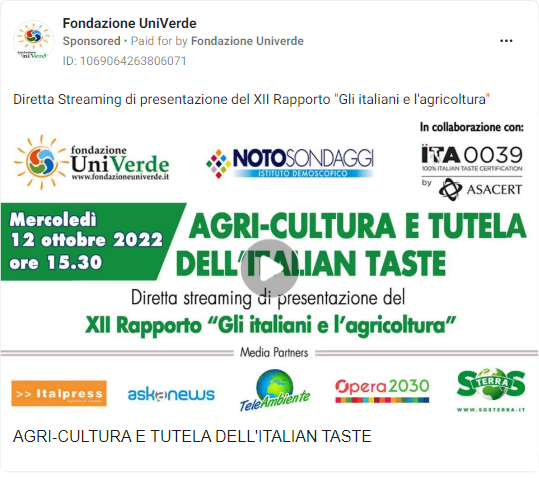 Fondazione UniVerde
Sponsored • Paid for by Fondazione Universde
ID: 1069064263806071
Diretta Streaming di presentazione del XII Rapporto "Gli italiani e l'agricoltura"
In collaborazione con:
fondazione
UniVerde
www.fondazioneuniverde.it
NOTOSONDAGGI
ISTITUTO DEMOSCOPICO
ITA0039
100% ITALIAN TASTE CERTIFICATION
by ASACERT
Mercoledì
12 ottobre 2022
ore 15.30
AGRI-CULTURA E TUTELA
DELL'ITALIAN TASTE
Diretta streaming di presentazione del
XII Rapporto “Gli italiani e l’agricoltura”
Media Partners
>> Italpress
askanews
TeleAmbiente
Opera2030
SOS
TERRA
WWW.SOSTERRA.IT
AGRI-CULTURA E TUTELA DELL'ITALIAN TASTE